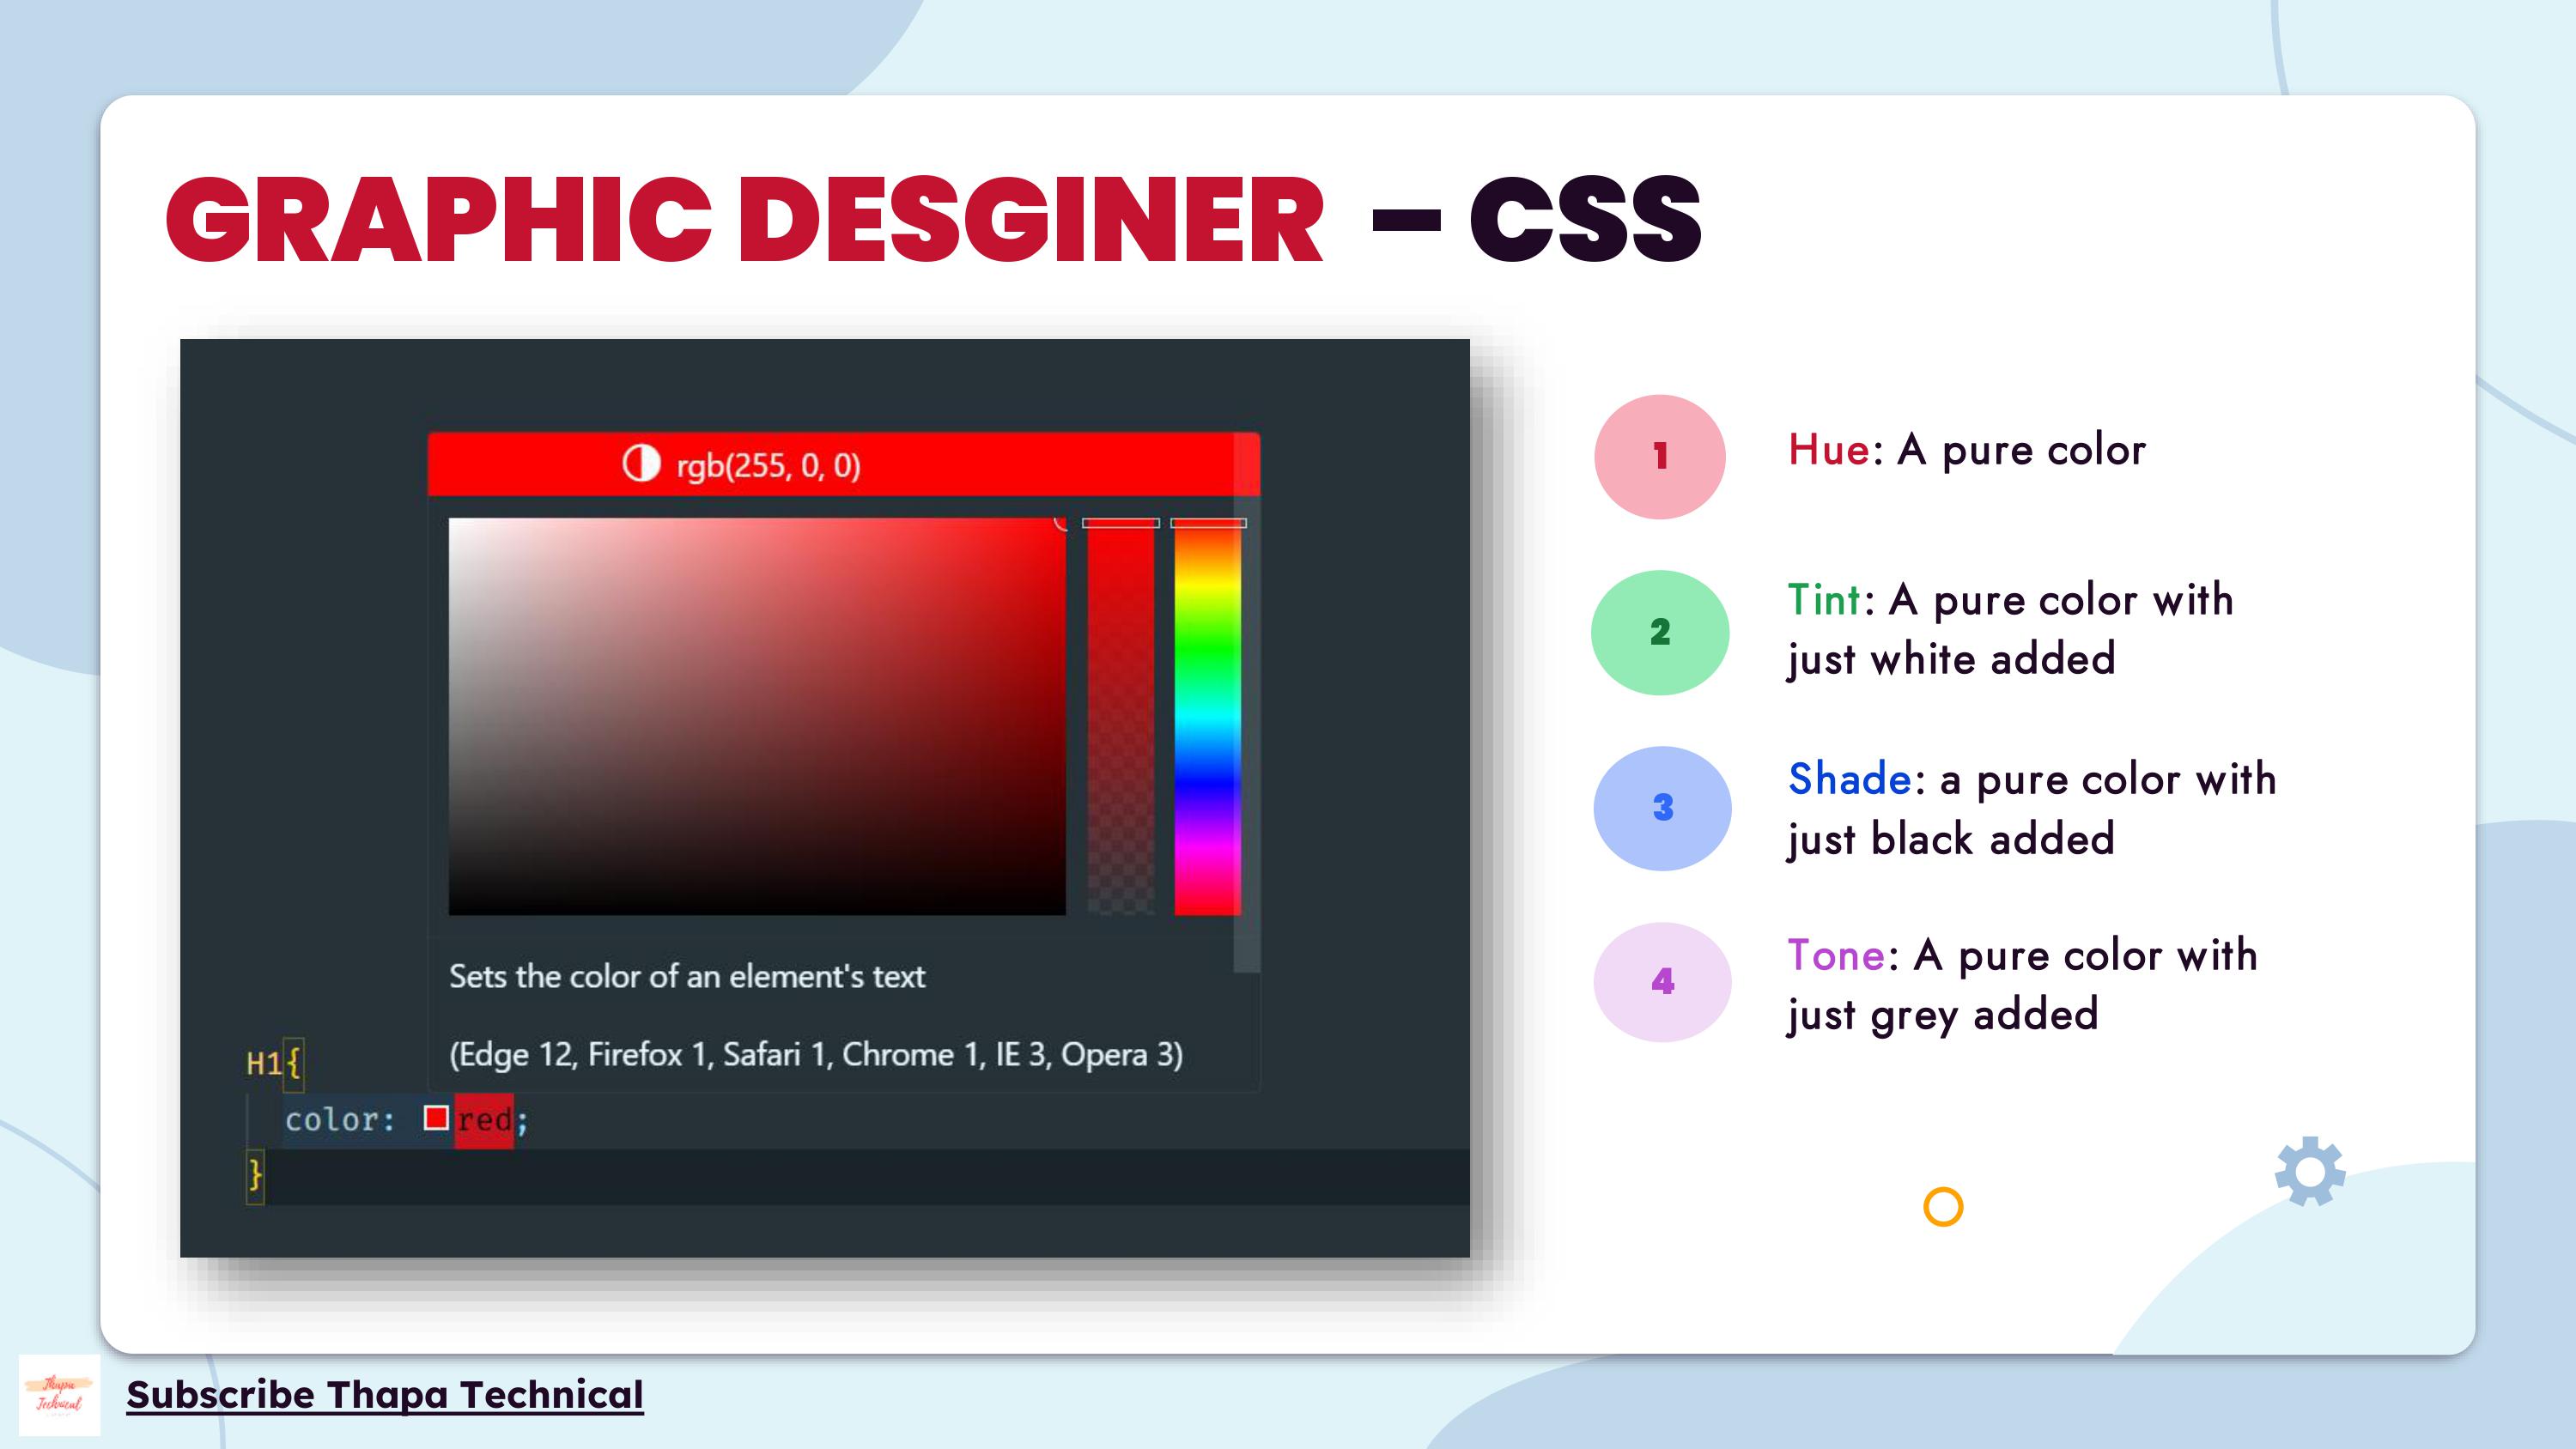 GRAPHIC DESGINER – CSS
rgb(255, 0, 0)
Sets the color of an element's text
(Edge 12, Firefox 1, Safari 1, Chrome 1, IE 3, Opera 3)
H1{
color: red;
}
1
Hue: A pure color
2
Tint: A pure color with
just white added
3
Shade: a pure color with
just black added
4
Tone: A pure color with
just grey added
Thapa
Technical
Subscribe Thapa Technical